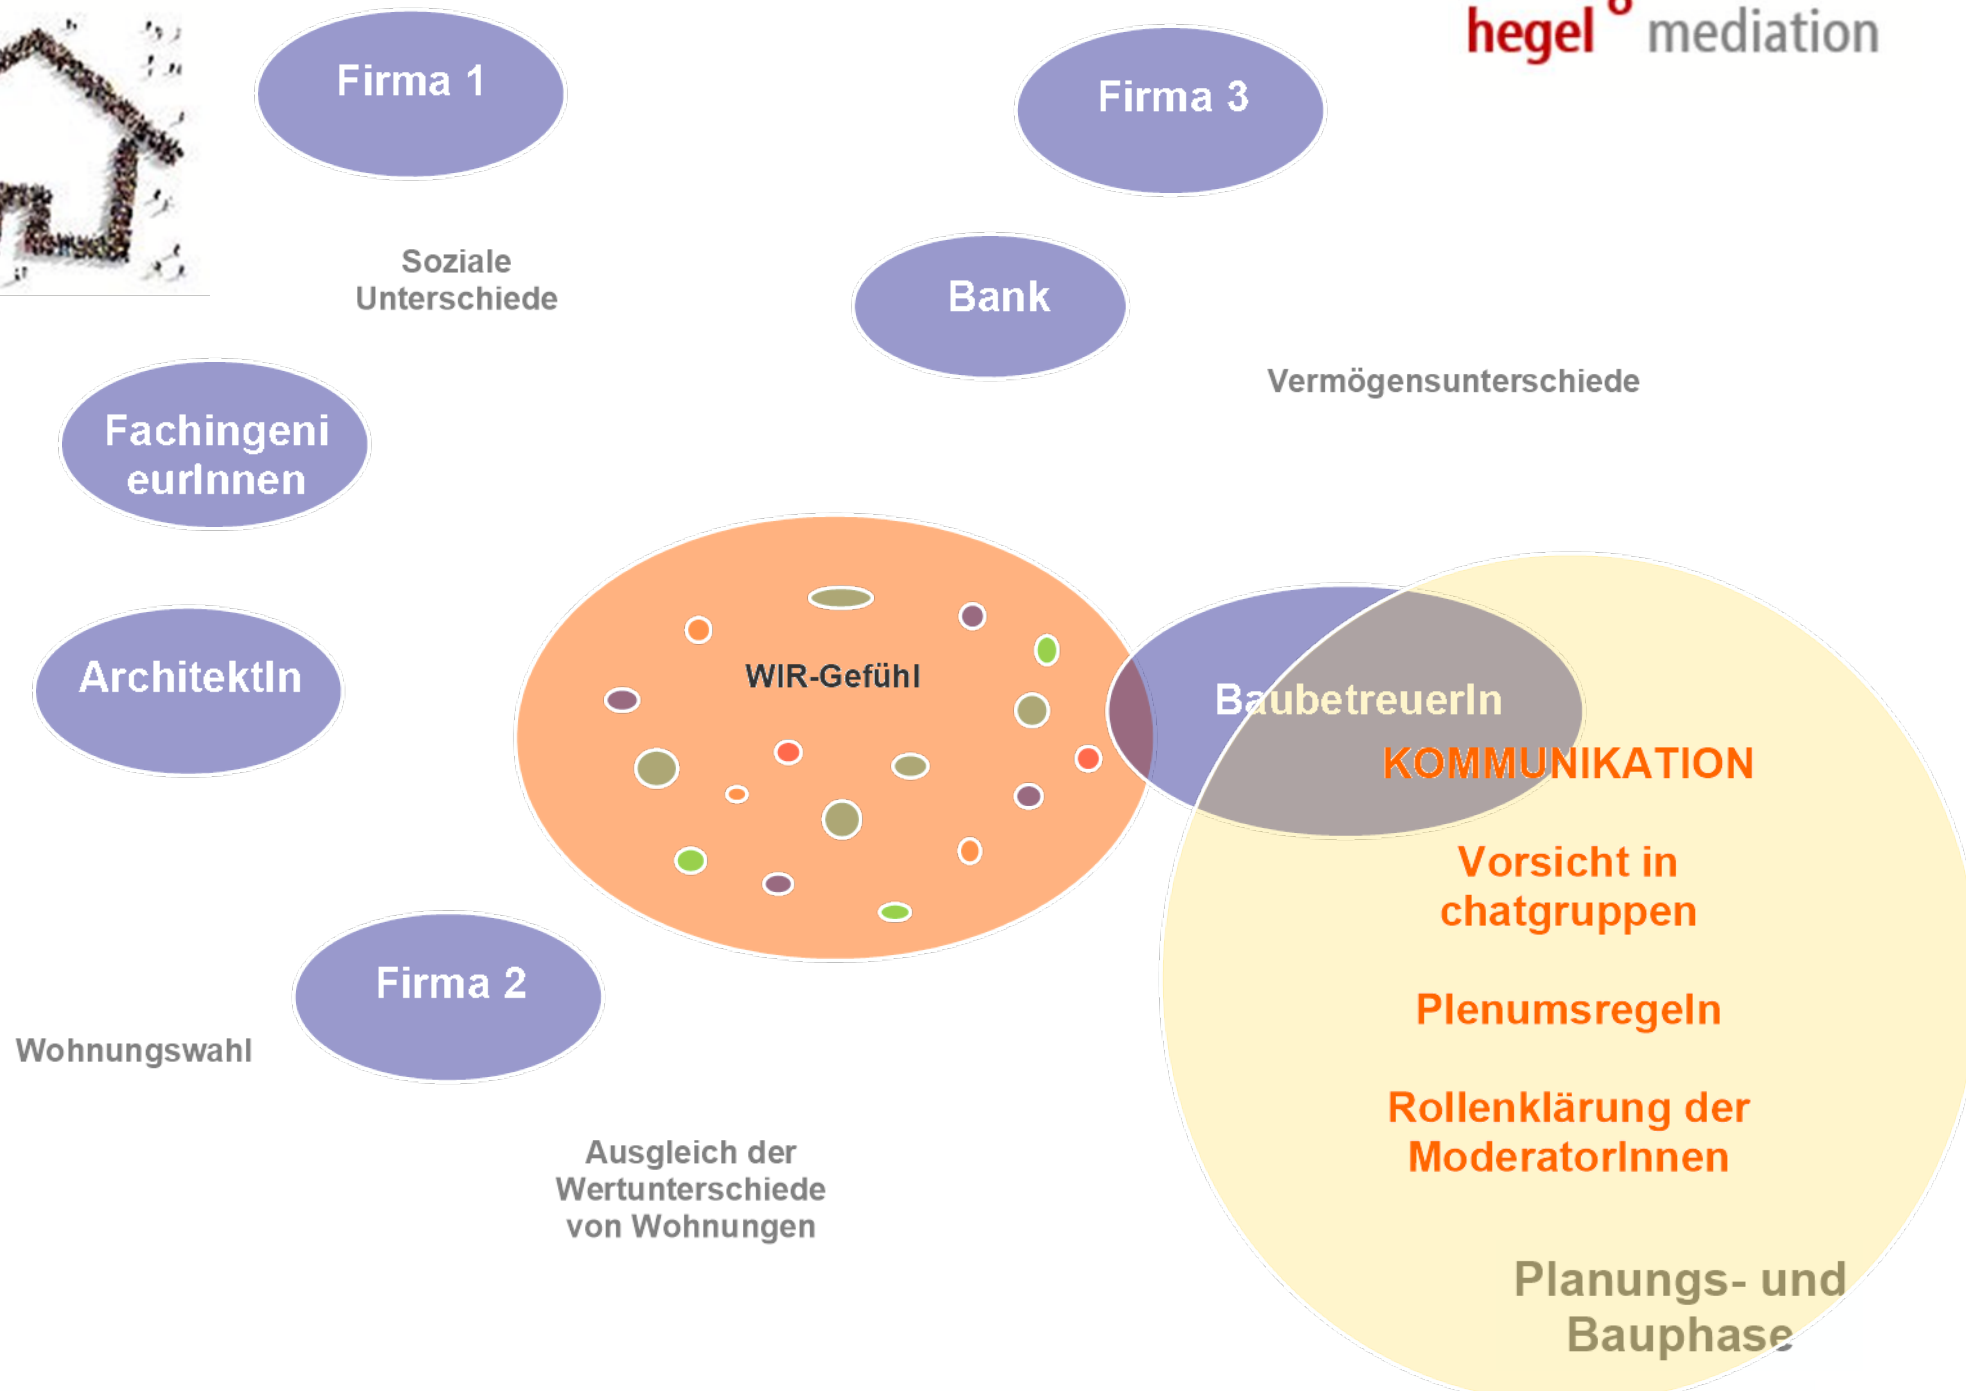 hegel° mediation
Firma 1
Firma 3
Soziale
Unterschiede
Bank
Vermögensunterschiede
Fachingeni
eurInnen
ArchitektIn
WIR-Gefühl
BaubetreuerIn
KOMMUNIKATION
Vorsicht in
chatgruppen
Plenumsregeln
Rollenklärung der
ModeratorInnen
Firma 2
Wohnungswahl
Ausgleich der
Wertunterschiede
von Wohnungen
Planungs- und
Bauphase